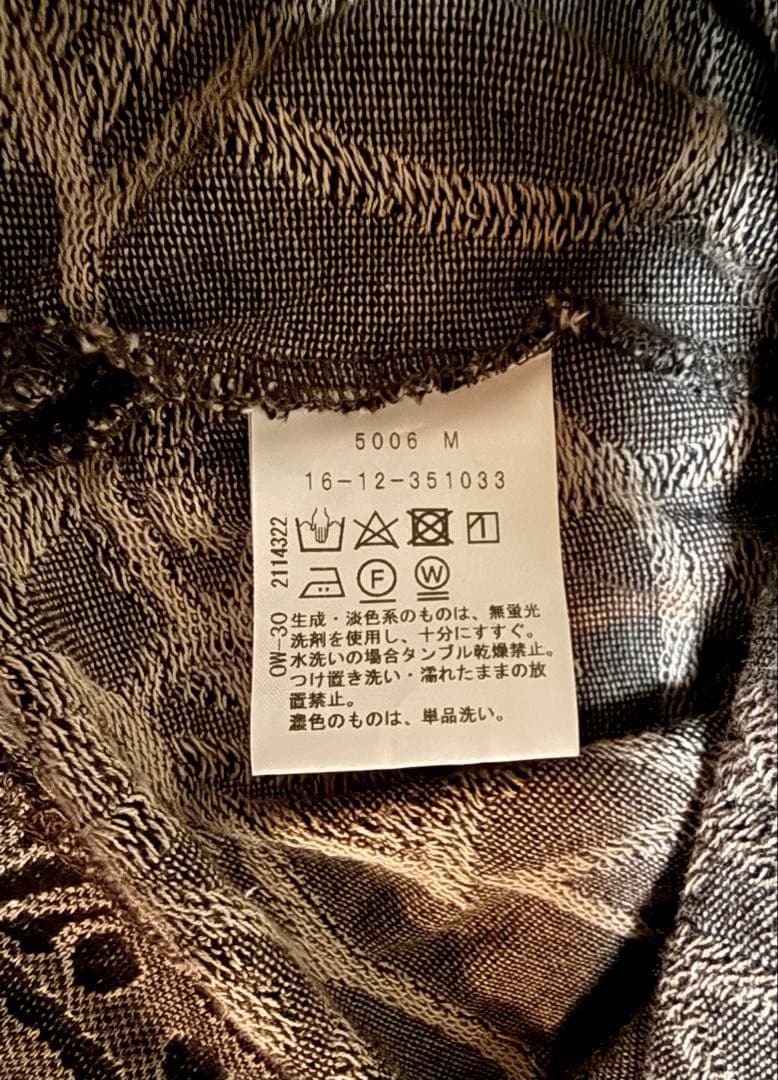 5006 M
16-12-351033
2114322
F W
OW-30
生成・淡色系のものは、無蛍光
洗剤を使用し、十分にすすぐ。
水洗いの場合タンブル乾燥禁止。
つけ置き洗い・濡れたままの放
置禁止。
濃色のものは、単品洗い。